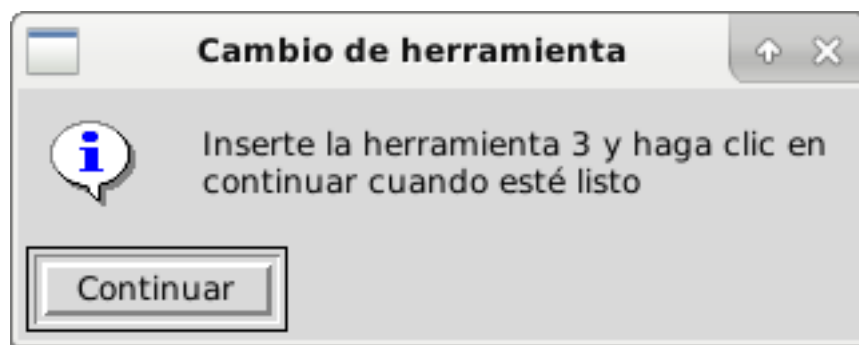 Cambio de herramienta
Inserte la herramienta 3 y haga clic en
continuar cuando esté listo
Continuar